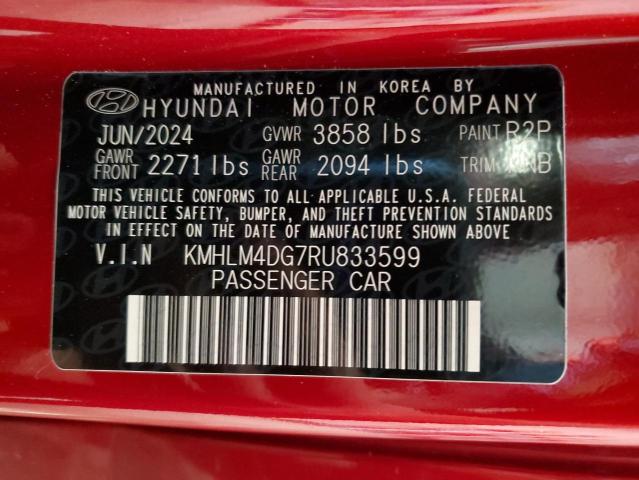 MANUFACTURED IN KOREA BY
HYUNDAI MOTOR COMPANY
JUN/2024 GVWR 3858 lbs PAINT R2P
GAWR FRONT 2271 lbs GAWR REAR 2094 lbs TRIM
THIS VEHICLE CONFORMS TO ALL APPLICABLE U.S.A. FEDERAL
MOTOR VEHICLE SAFETY, BUMPER, AND THEFT PREVENTION
STANDARDS IN EFFECT ON THE DATE OF MANUFACTURE SHOWN ABOVE.
V.I.N KMHLM4DG7RU833599
PASSENGER CAR